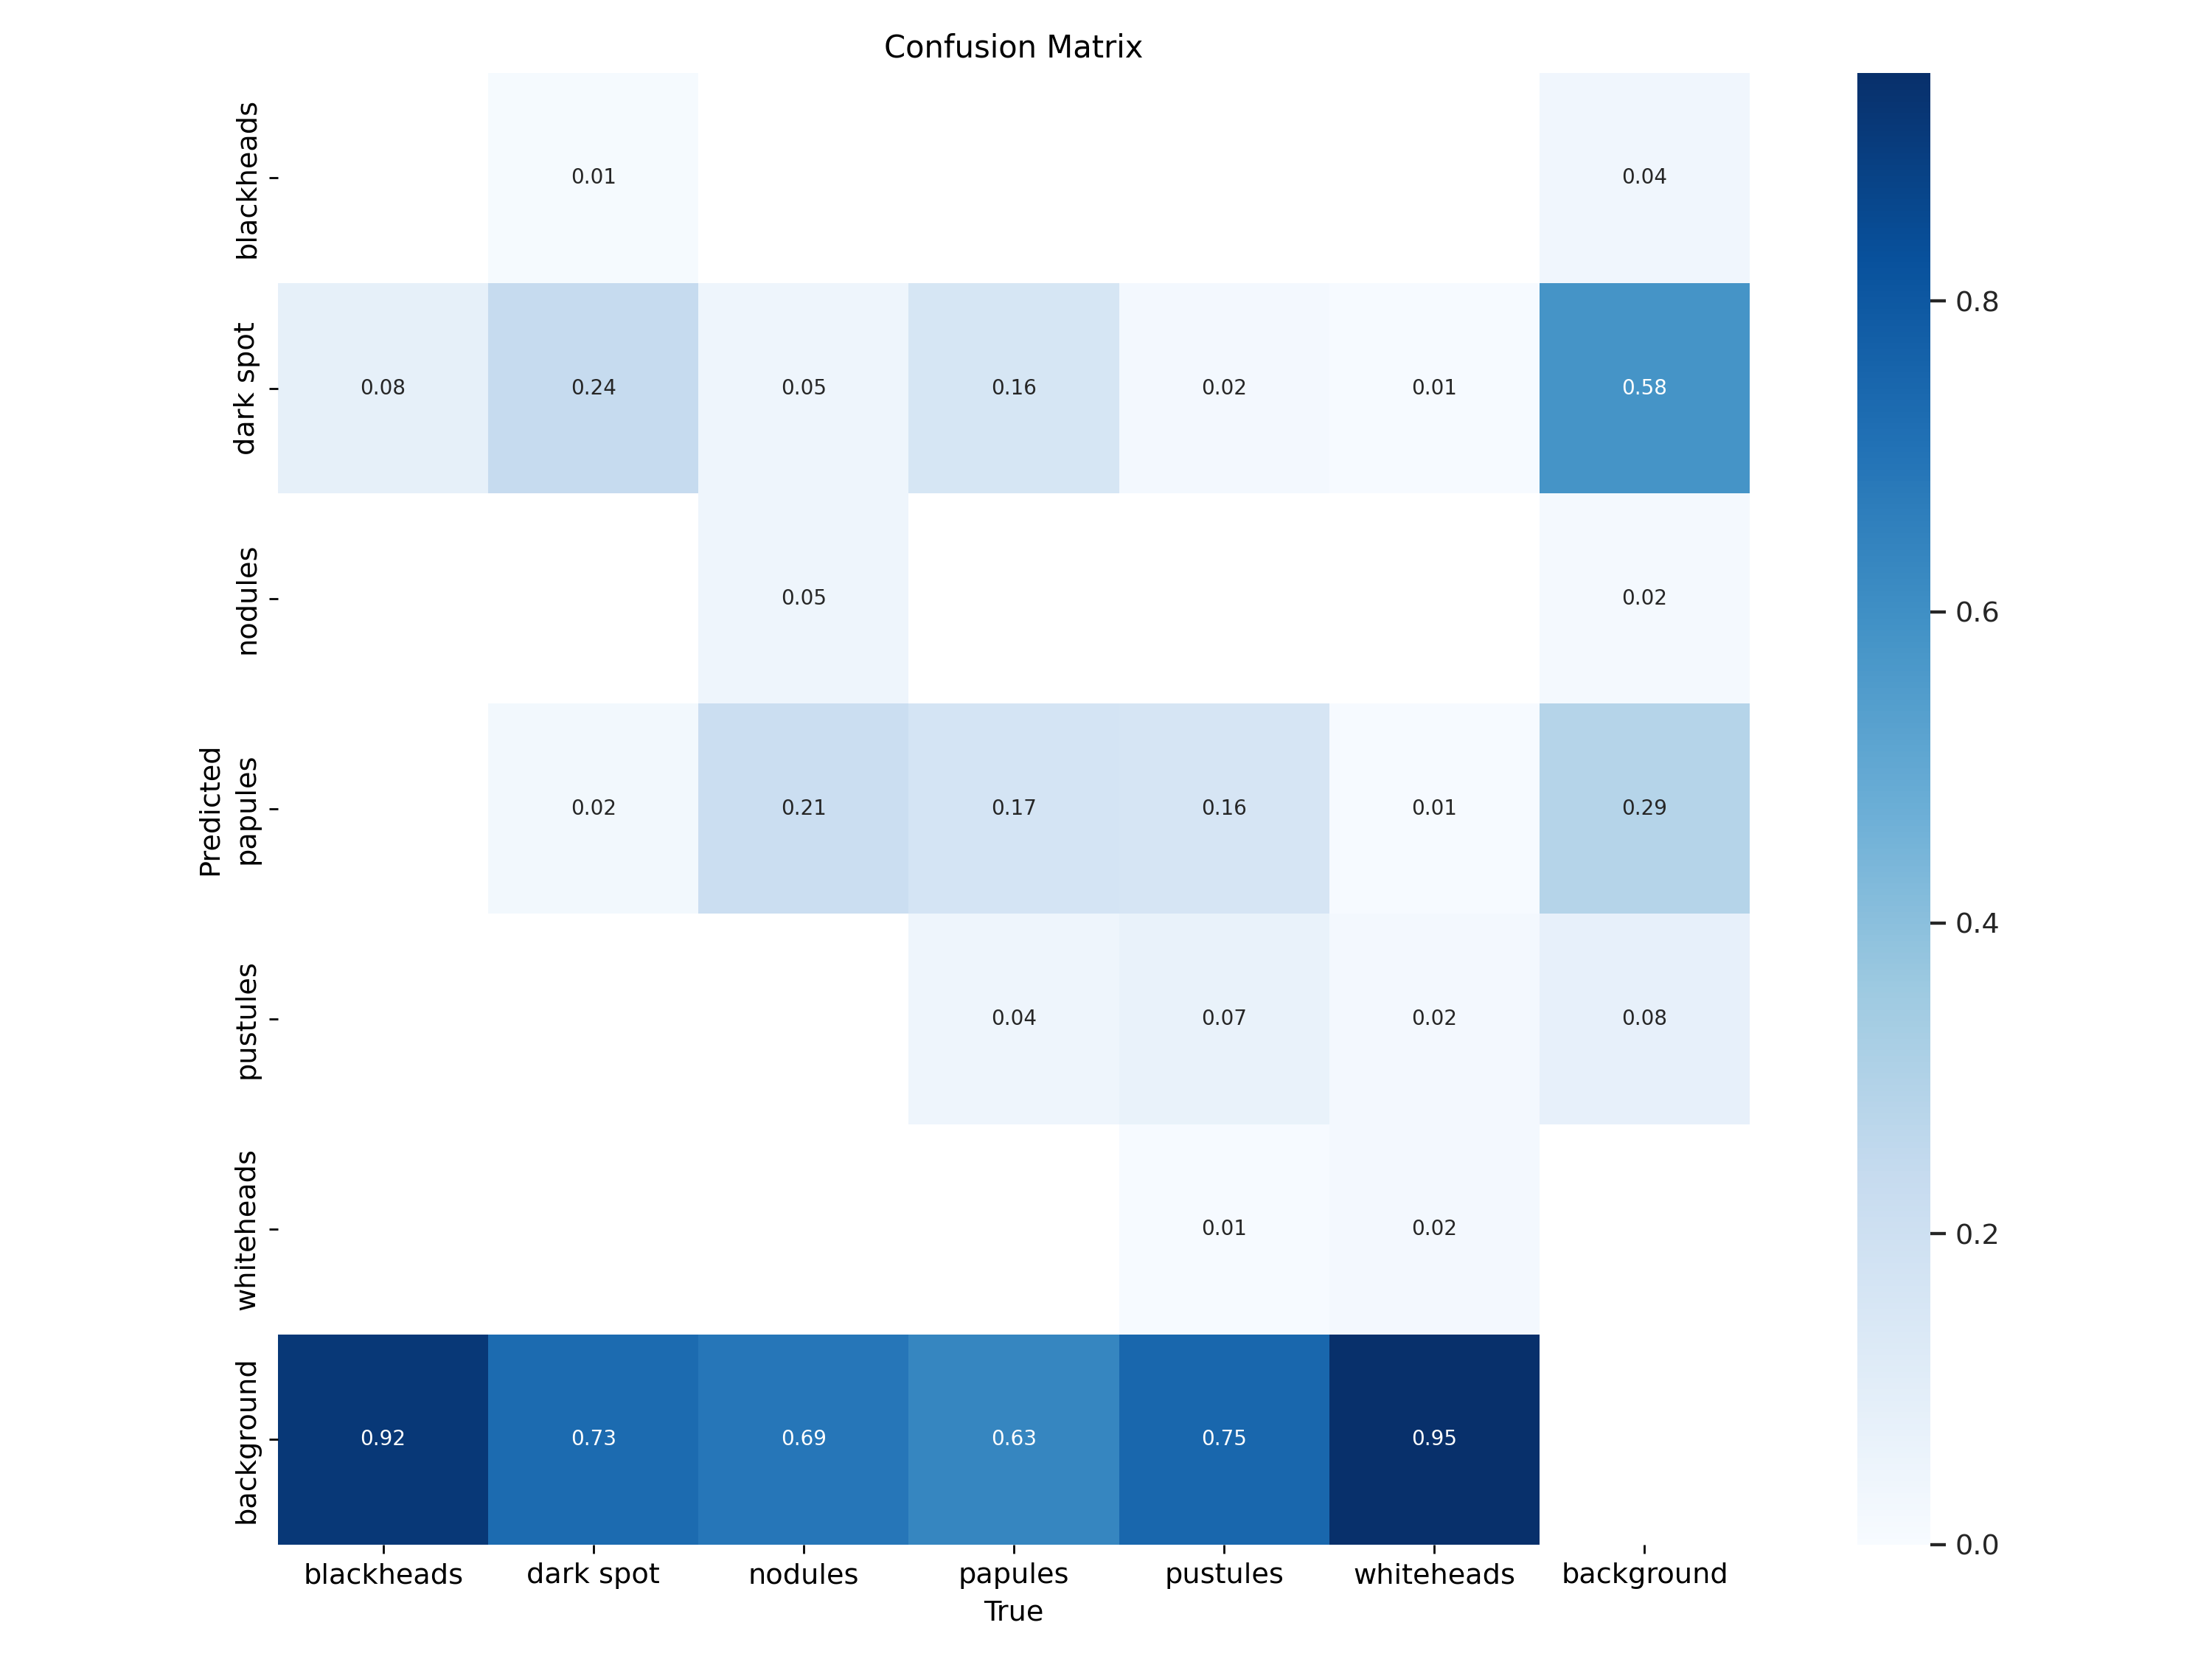 Confusion Matrix
blackheads
0.01
0.04
0.8
dark spot
0.08
0.24
0.05
0.16
0.02
0.01
0.58
nodules
0.05
0.02
0.6
Predicted
papules
0.02
0.21
0.17
0.16
0.01
0.29
0.4
pustules
0.04
0.07
0.02
0.08
whiteheads
0.01
0.02
0.2
background
0.92
0.73
0.69
0.63
0.75
0.95
0.0
blackheads
dark spot
nodules
papules
pustules
whiteheads
background
True